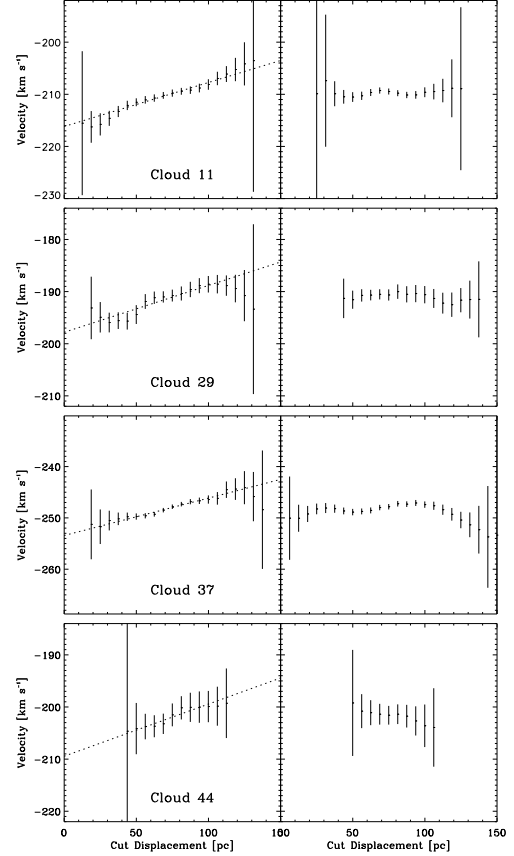 Velocity [km s⁻¹]
-200
-210
-220
-230
Cloud 11
Velocity [km s⁻¹]
-180
-190
-200
-210
Cloud 29
Velocity [km s⁻¹]
-240
-250
-260
Cloud 37
Velocity [km s⁻¹]
-190
-200
-210
-220
Cloud 44
0 50 100 50 100 150
Cut Displacement [pc] Cut Displacement [pc]